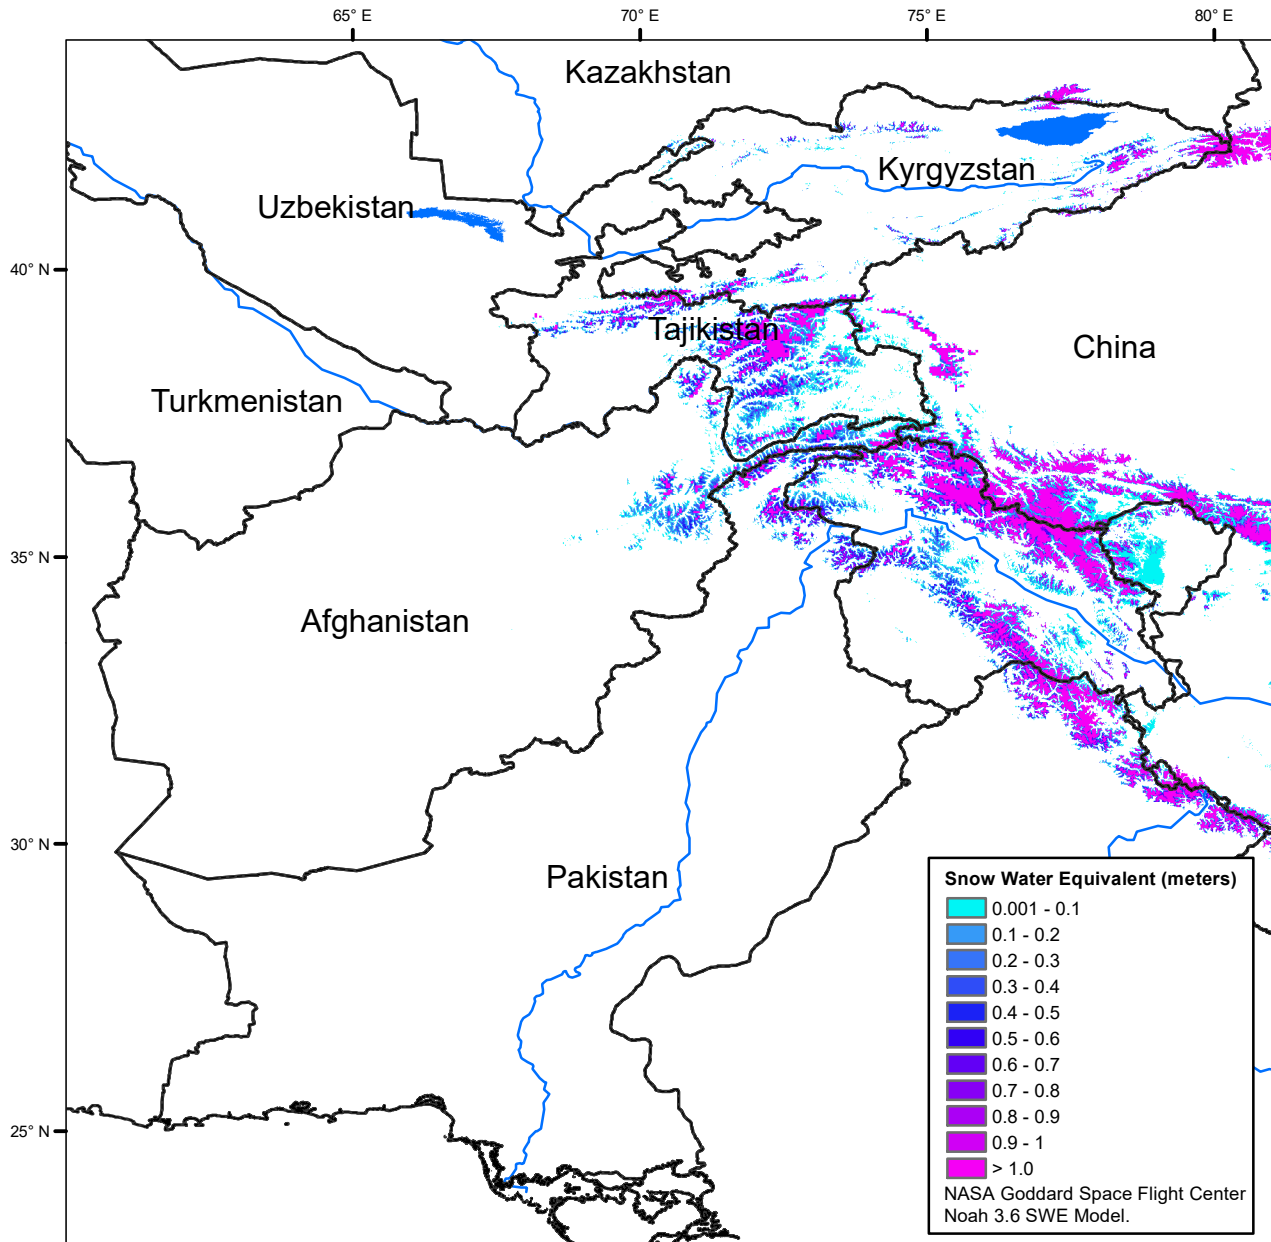 65° E
70° E
75° E
80° E
Kazakhstan
Kyrgyzstan
Uzbekistan
40° N
Tajikistan
China
Turkmenistan
35° N
Afghanistan
30° N
Pakistan
25° N
Snow Water Equivalent (meters)
0.001 - 0.1
0.1 - 0.2
0.2 - 0.3
0.3 - 0.4
0.4 - 0.5
0.5 - 0.6
0.6 - 0.7
0.7 - 0.8
0.8 - 0.9
0.9 - 1
> 1.0
NASA Goddard Space Flight Center
Noah 3.6 SWE Model.